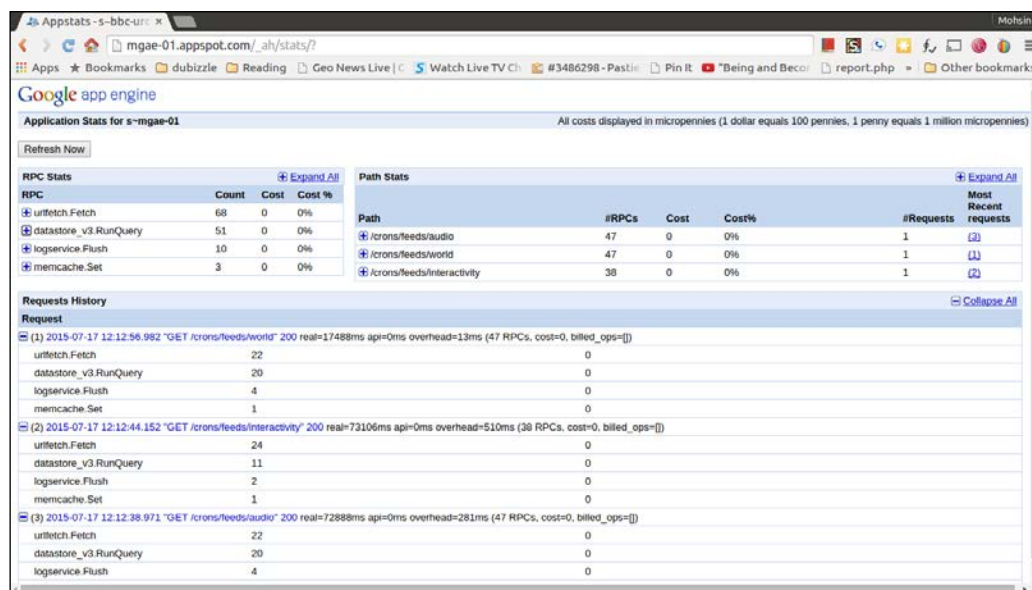 Appstats - s~bbc-urc ×
Mohsin
mgae-01.appspot.com/_ah/stats/?
Apps Bookmarks dubizzle Reading Geo News Live | C Watch Live TV Ch #3486298 - Pastie Pin It "Being and Becor report.php » Other bookmarks
Google app engine
Application Stats for s~mgae-01
All costs displayed in micropennies (1 dollar equals 100 pennies, 1 penny equals 1 million micropennies)
Refresh Now
RPC Stats Expand All
RPC Count Cost Cost %
urlfetch.Fetch 68 0 0%
datastore_v3.RunQuery 51 0 0%
logservice.Flush 10 0 0%
memcache.Set 3 0 0%
Path Stats Expand All
Path #RPCs Cost Cost% #Requests Most Recent requests
/crons/feeds/audio 47 0 0% 1 (3)
/crons/feeds/world 47 0 0% 1 (1)
/crons/feeds/interactivity 38 0 0% 1 (2)
Requests History Collapse All
Request
(1) 2015-07-17 12:12:56.982 "GET /crons/feeds/world" 200 real=17488ms api=0ms overhead=13ms (47 RPCs, cost=0, billed_ops=[])
urlfetch.Fetch 22 0
datastore_v3.RunQuery 20 0
logservice.Flush 4 0
memcache.Set 1 0
(2) 2015-07-17 12:12:44.152 "GET /crons/feeds/interactivity" 200 real=73106ms api=0ms overhead=510ms (38 RPCs, cost=0, billed_ops=[])
urlfetch.Fetch 24 0
datastore_v3.RunQuery 11 0
logservice.Flush 2 0
memcache.Set 1 0
(3) 2015-07-17 12:12:38.971 "GET /crons/feeds/audio" 200 real=72888ms api=0ms overhead=281ms (47 RPCs, cost=0, billed_ops=[])
urlfetch.Fetch 22 0
datastore_v3.RunQuery 20 0
logservice.Flush 4 0